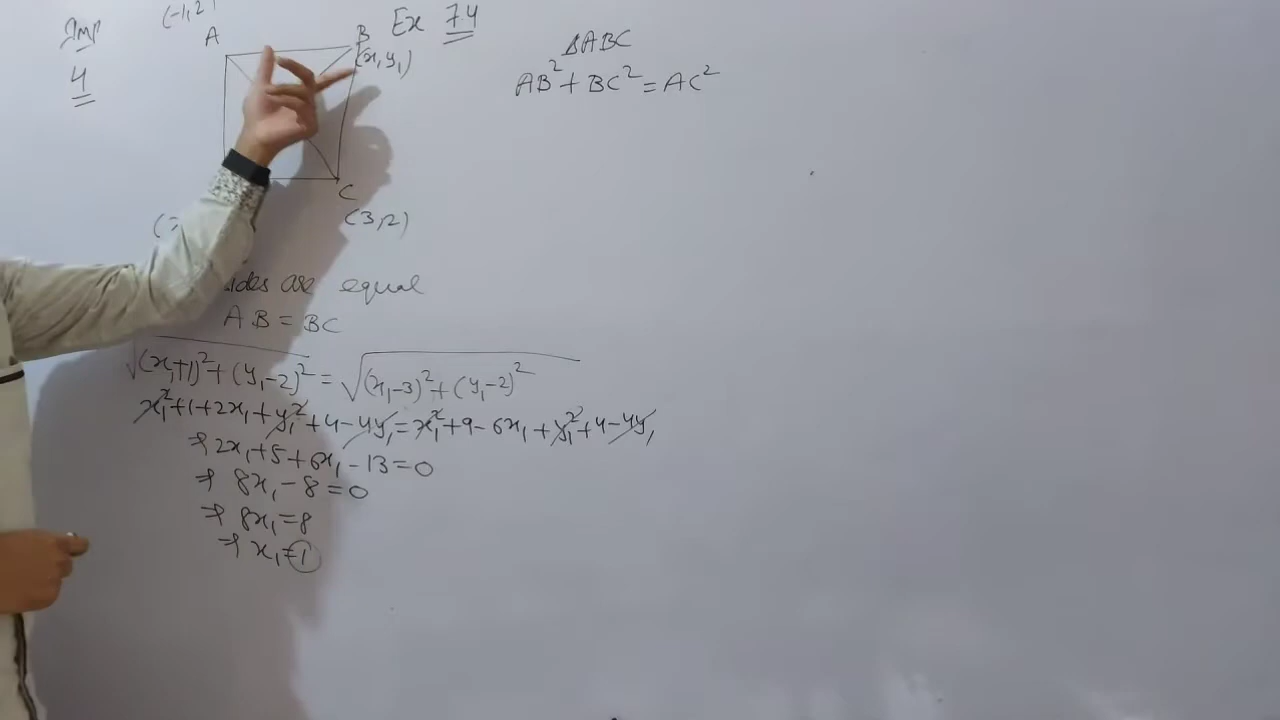 Imp
4
(-1,2)
Ex 7.4
A
B
(x₁,y₁)
C
(3,2)
ΔABC
AB² + BC² = AC²
are equal
AB = BC
√(x₁+1)² + (y₁-2)² = √(x₁-3)² + (y₁-2)²
x₁² + 1 + 2x₁ + y₁² + 4 - 4y₁ = x₁² + 9 - 6x₁ + y₁² + 4 - 4y₁
⇒ 2x₁ + 5 + 6x₁ - 13 = 0
⇒ 8x₁ - 8 = 0
⇒ 8x₁ = 8
⇒ x₁ = 1